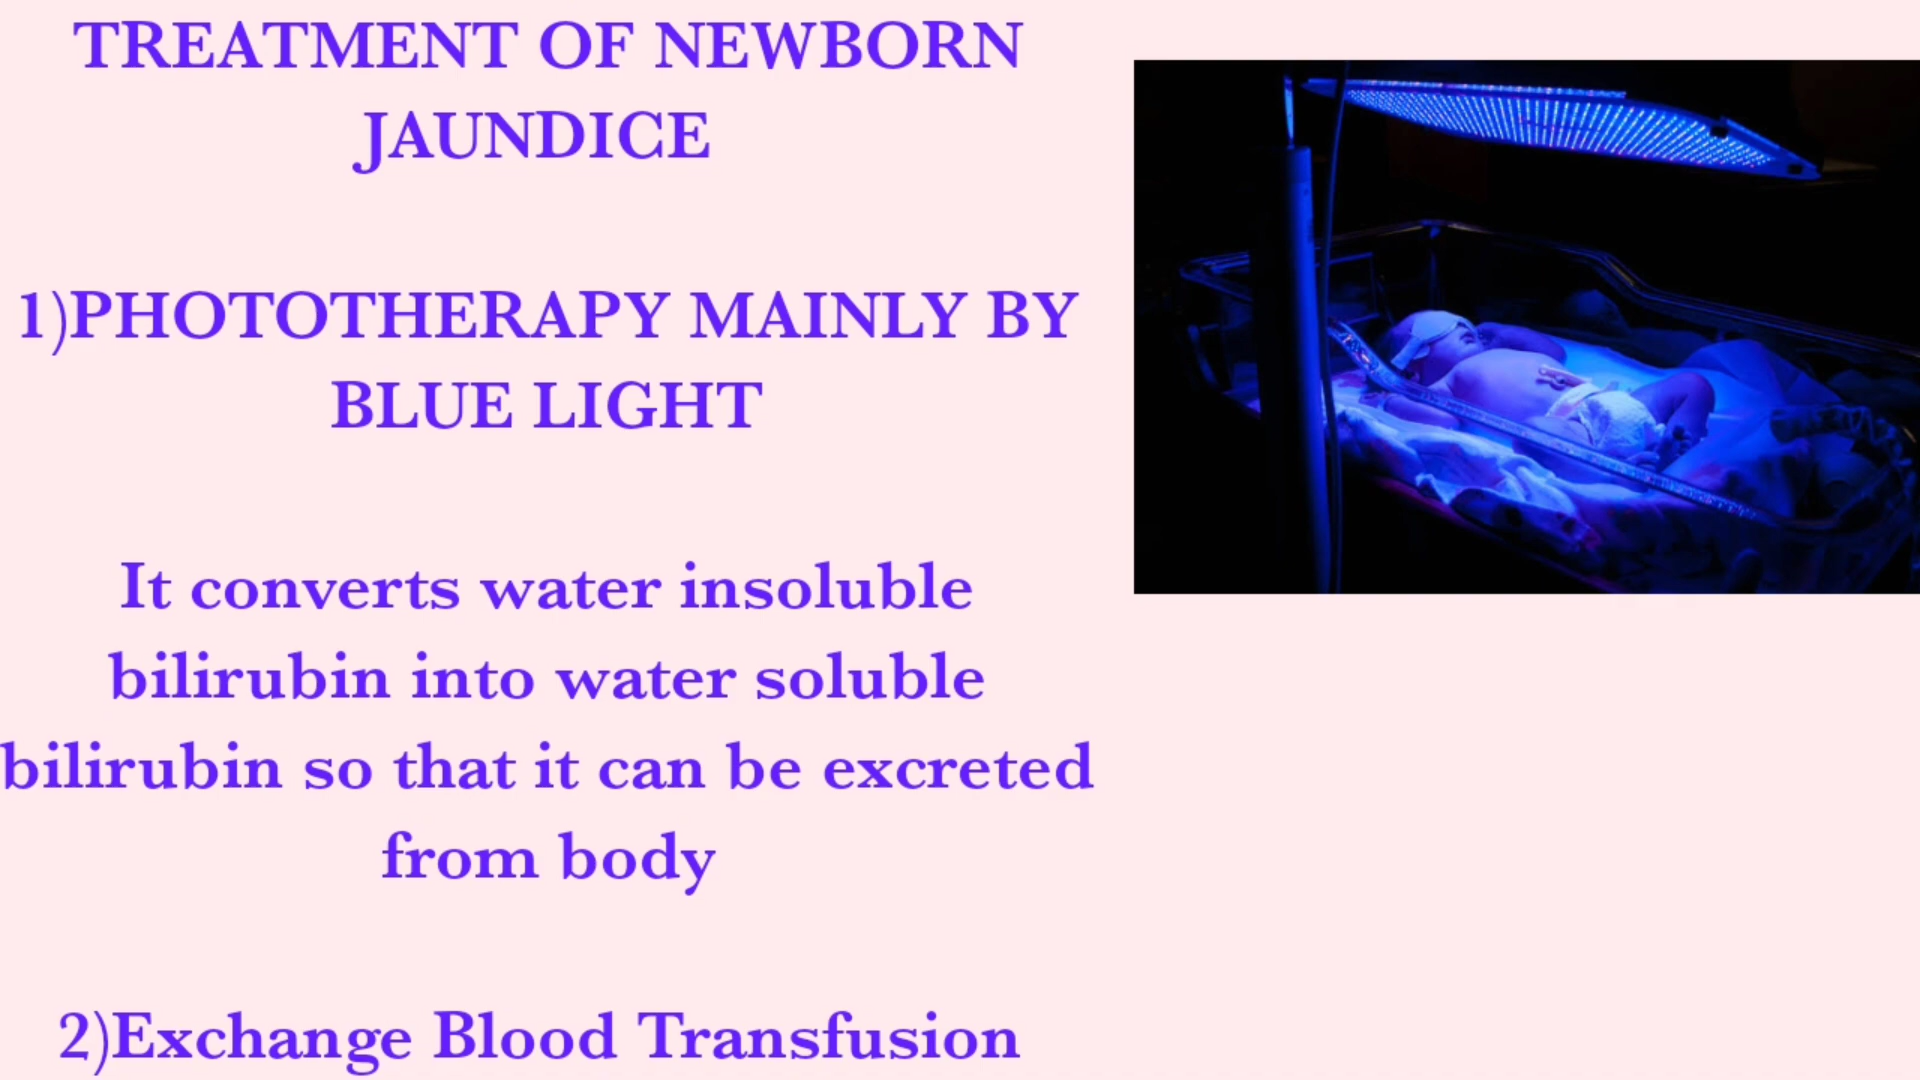 TREATMENT OF NEWBORN
JAUNDICE
1)PHOTOTHERAPY MAINLY BY
BLUE LIGHT
It converts water insoluble
bilirubin into water soluble
bilirubin so that it can be excreted
from body
2)Exchange Blood Transfusion